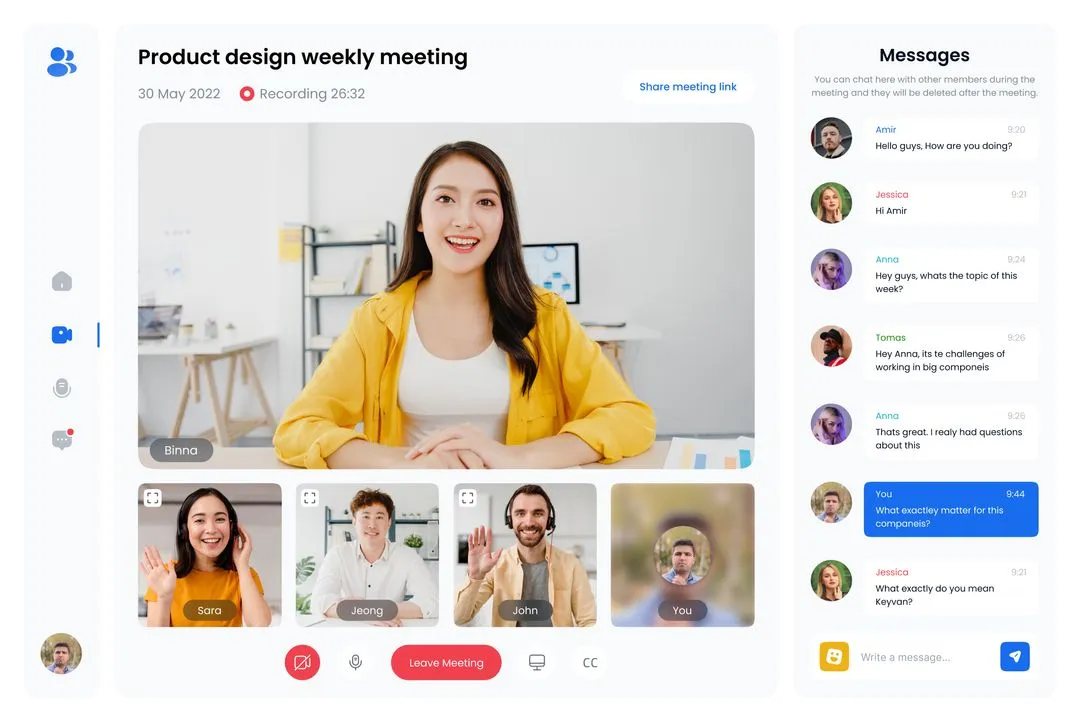 Product design weekly meeting
30 May 2022
Recording 26:32
Share meeting link
Binna
Sara
Jeong
John
You
Leave Meeting
CC
Messages
You can chat here with other members during the
meeting and they will be deleted after the meeting.
Amir 9:20
Hello guys, How are you doing?
Jessica 9:21
Hi Amir
Anna 9:24
Hey guys, whats the topic of this
week?
Tomas 9:26
Hey Anna, its te challenges of
working in big componeis
Anna 9:26
Thats great. I realy had questions
about this
You 9:44
What exactley matter for this
companeis?
Jessica 9:21
What exactly do you mean
Keyvan?
Write a message...